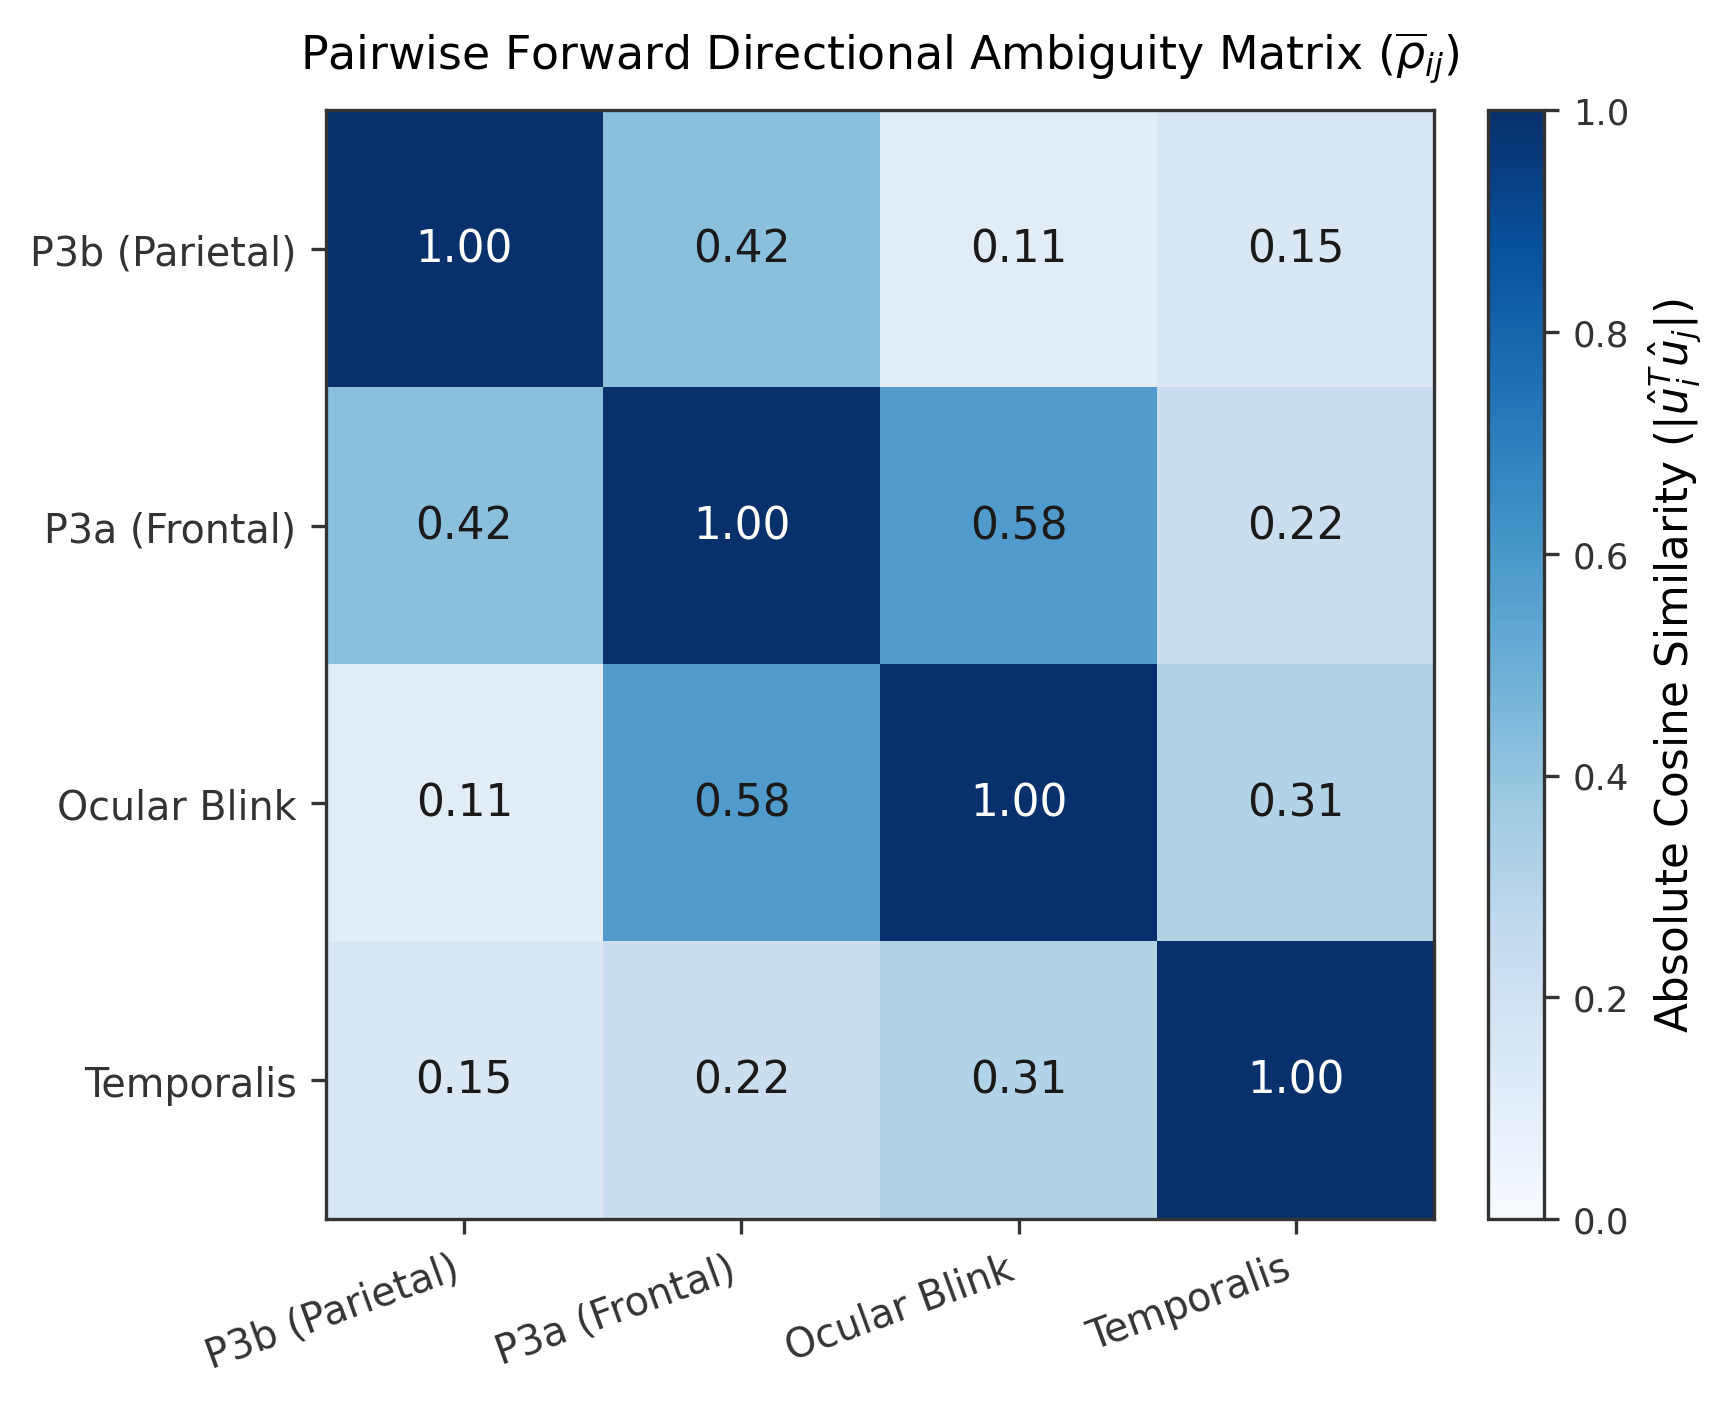 Pairwise Forward Directional Ambiguity Matrix (ρ̅ᵢⱼ)
P3b (Parietal) 1.00 0.42 0.11 0.15
P3a (Frontal) 0.42 1.00 0.58 0.22
Ocular Blink 0.11 0.58 1.00 0.31
Temporalis 0.15 0.22 0.31 1.00
P3b (Parietal) P3a (Frontal) Ocular Blink Temporalis
1.0
0.8
0.6
0.4
0.2
0.0
Absolute Cosine Similarity (|ûᵢᵀûⱼ|)